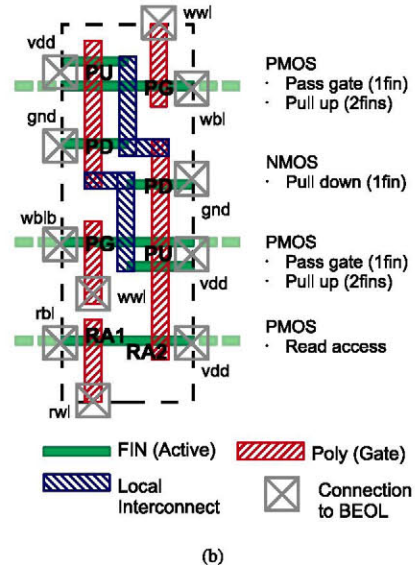 wwl
vdd
PU
PG
wbl
PMOS
· Pass gate (1fin)
· Pull up (2fins)
gnd
PD
PD
gnd
NMOS
· Pull down (1fin)
wblb
PG
PU
wwl
vdd
PMOS
· Pass gate (1fin)
· Pull up (2fins)
rbl
RA1
RA2
vdd
rwl
PMOS
· Read access
FIN (Active)
Poly (Gate)
Local
Interconnect
Connection
to BEOL
(b)